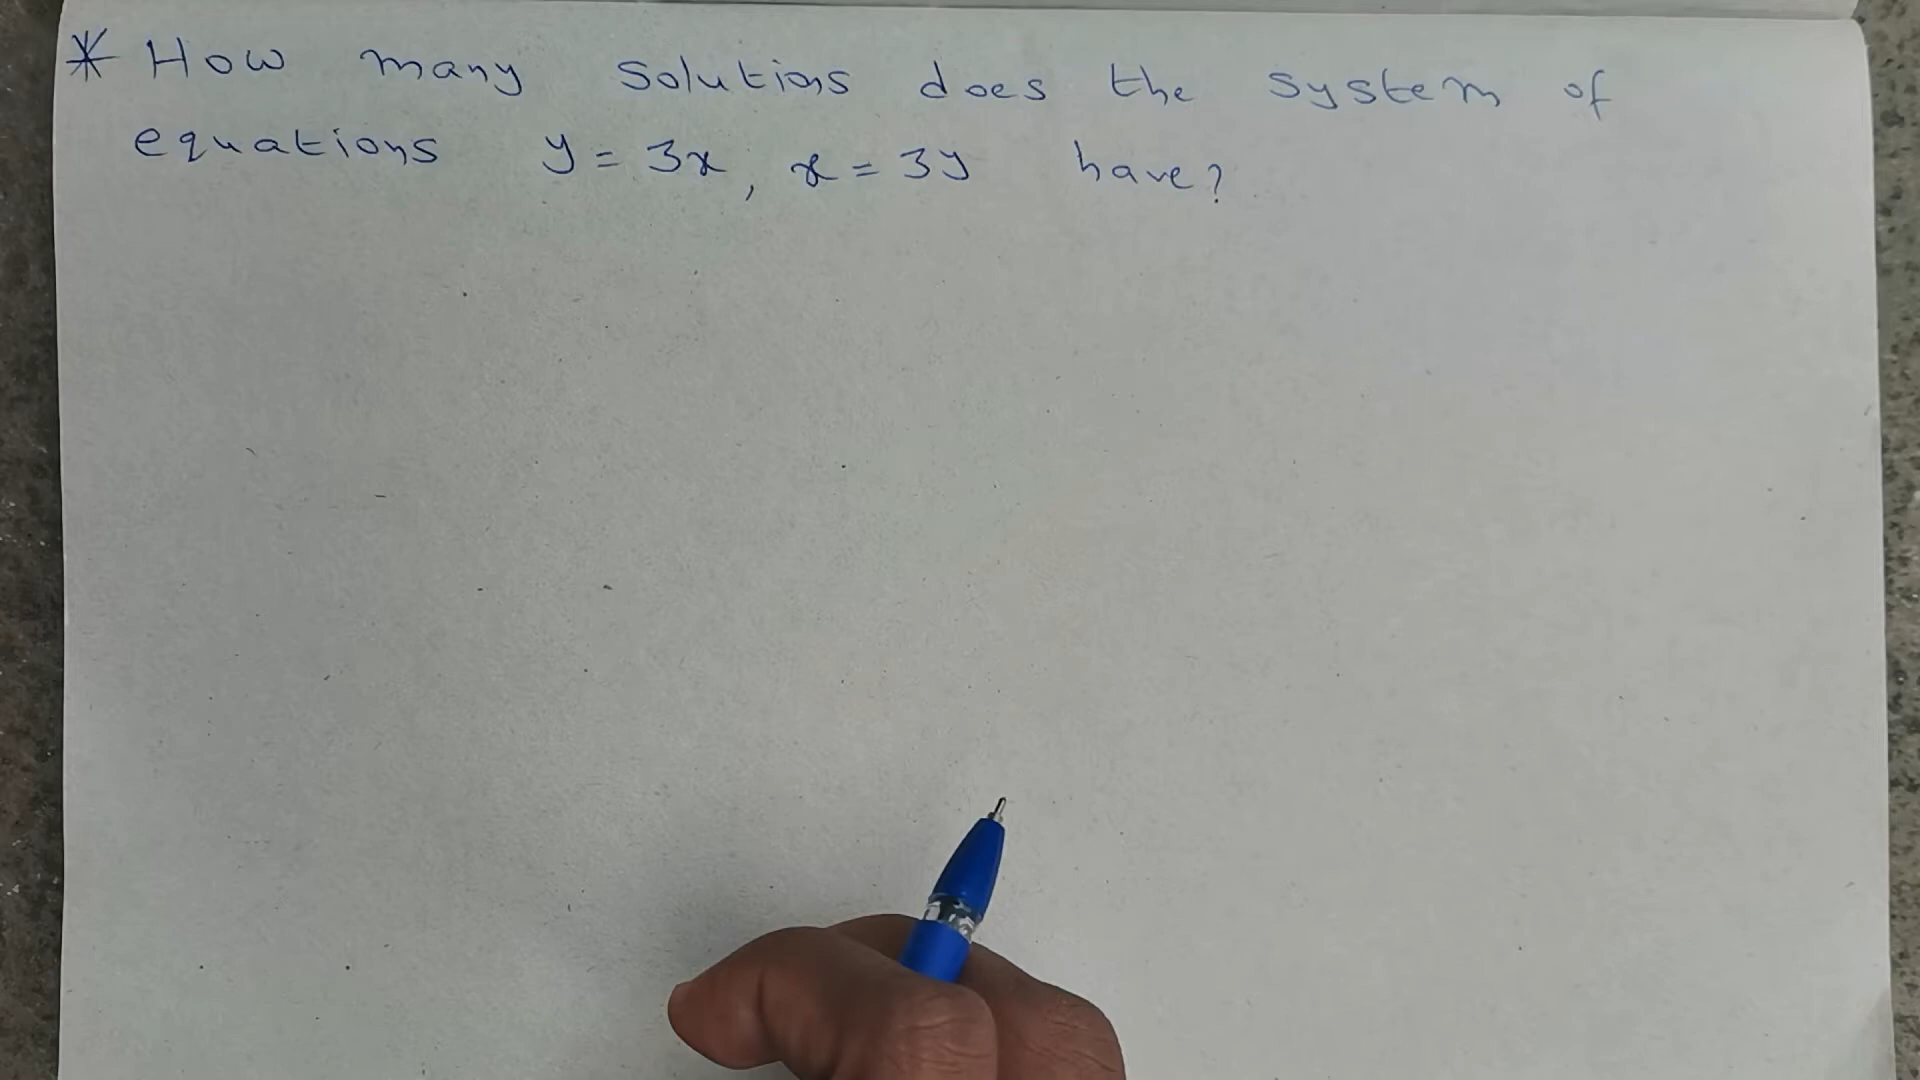 * How many solutions does the system of
equations y = 3x, x = 3y have?